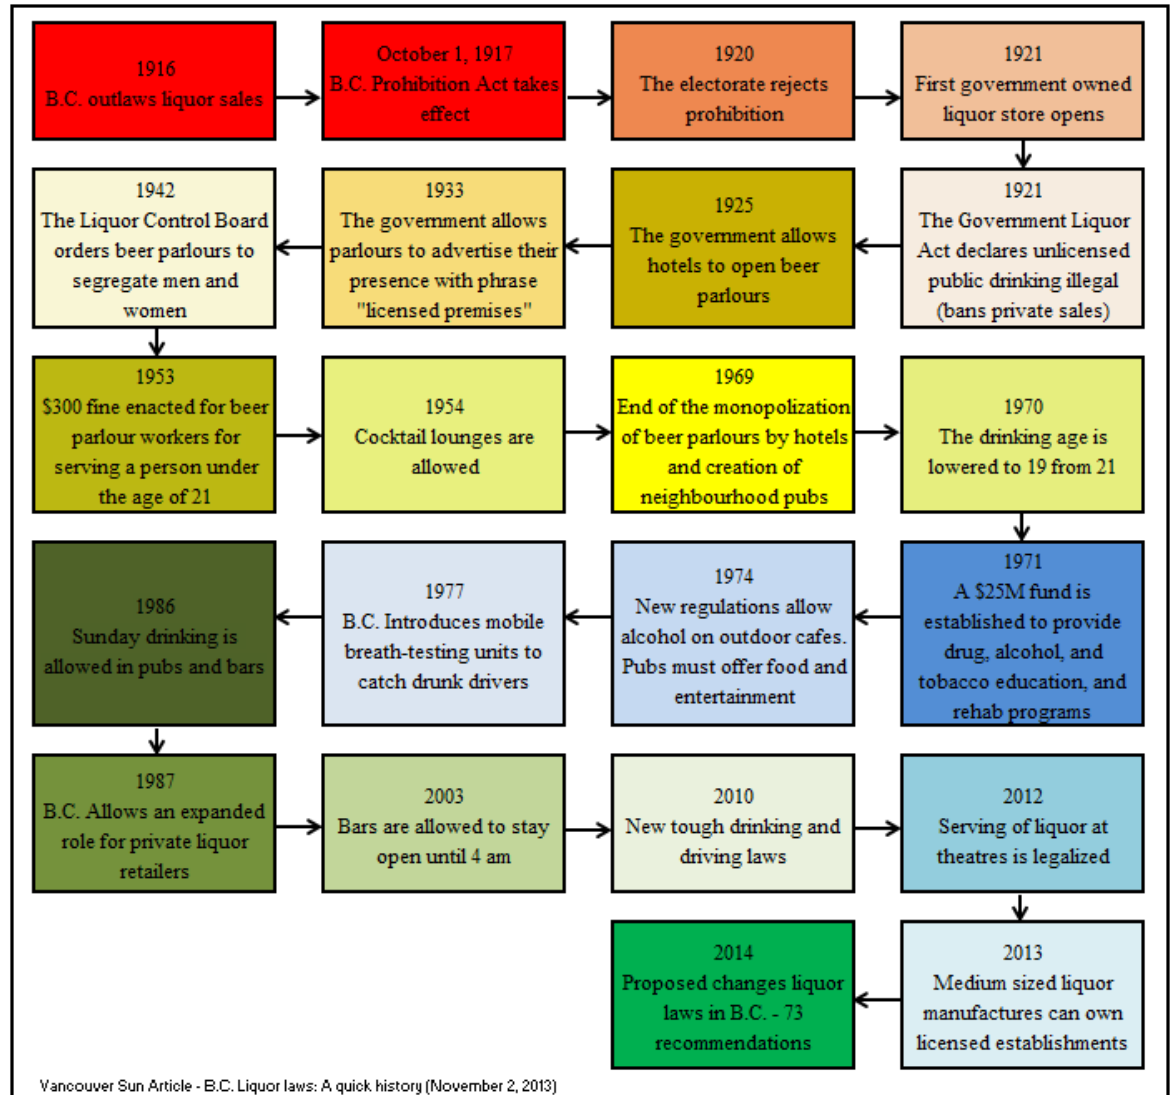 1916
B.C. outlaws liquor sales
October 1, 1917
B.C. Prohibition Act takes
effect
1920
The electorate rejects
prohibition
1921
First government owned
liquor store opens
1921
The Government Liquor
Act declares unlicensed
public drinking illegal
(bans private sales)
1925
The government allows
hotels to open beer
parlours
1933
The government allows
parlours to advertise their
presence with phrase
"licensed premises"
1942
The Liquor Control Board
orders beer parlours to
segregate men and
women
1953
$300 fine enacted for beer
parlour workers for
serving a person under
the age of 21
1954
Cocktail lounges are
allowed
1969
End of the monopolization
of beer parlours by hotels
and creation of
neighbourhood pubs
1970
The drinking age is
lowered to 19 from 21
1971
A $25M fund is
established to provide
drug, alcohol, and
tobacco education, and
rehab programs
1974
New regulations allow
alcohol on outdoor cafes.
Pubs must offer food and
entertainment
1977
B.C. Introduces mobile
breath-testing units to
catch drunk drivers
1986
Sunday drinking is
allowed in pubs and bars
1987
B.C. Allows an expanded
role for private liquor
retailers
2003
Bars are allowed to stay
open until 4 am
2010
New tough drinking and
driving laws
2012
Serving of liquor at
theatres is legalized
2013
Medium sized liquor
manufactures can own
licensed establishments
2014
Proposed changes liquor
laws in B.C. - 73
recommendations
Vancouver Sun Article - B.C. Liquor laws: A quick history (November 2, 2013)